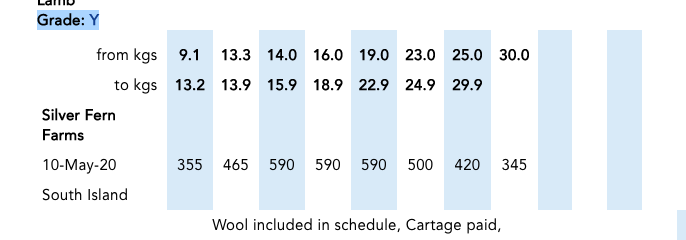 Lamb
Grade: Y
from kgs 9.1 13.3 14.0 16.0 19.0 23.0 25.0 30.0
to kgs 13.2 13.9 15.9 18.9 22.9 24.9 29.9
Silver Fern
Farms
10-May-20 355 465 590 590 590 500 420 345
South Island
Wool included in schedule, Cartage paid,